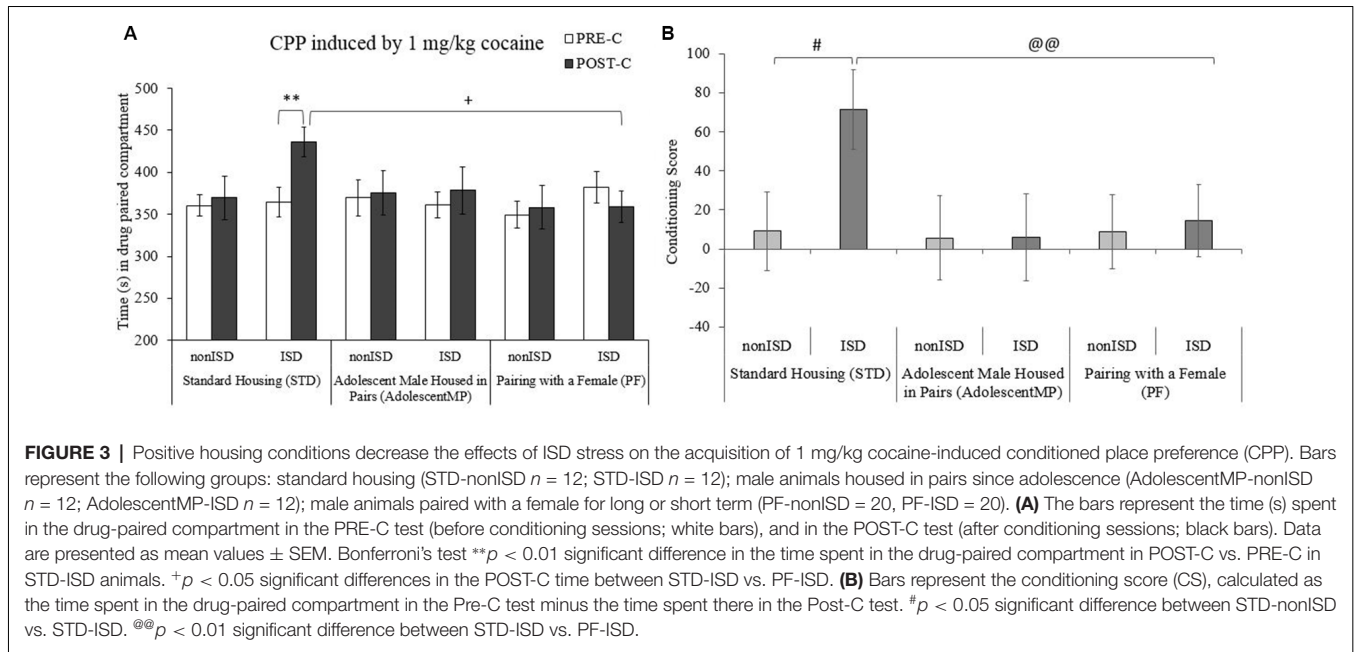 A
CPP induced by 1 mg/kg cocaine
PRE-C
POST-C
Time (s) in drug paired compartment
500
450
400
350
300
250
200
**
+
nonISD ISD nonISD ISD nonISD ISD
Standard Housing (STD) Adolescent Male Housed in Pairs (AdolescentMP) Pairing with a Female (PF)
B
Conditioning Score
100
80
60
40
20
0
-20
-40
#
@@
nonISD ISD nonISD ISD nonISD ISD
Standard Housing (STD) Adolescent Male Housed in Pairs (AdolescentMP) Pairing with a Female (PF)
FIGURE 3 | Positive housing conditions decrease the effects of ISD stress on the acquisition of 1 mg/kg cocaine-induced conditioned place preference (CPP). Bars
represent the following groups: standard housing (STD-nonISD n = 12; STD-ISD n = 12); male animals housed in pairs since adolescence (AdolescentMP-nonISD
n = 12; AdolescentMP-ISD n = 12); male animals paired with a female for long or short term (PF-nonISD = 20, PF-ISD = 20). (A) The bars represent the time (s) spent
in the drug-paired compartment in the PRE-C test (before conditioning sessions; white bars), and in the POST-C test (after conditioning sessions; black bars). Data
are presented as mean values ± SEM. Bonferroni's test **p < 0.01 significant difference in the time spent in the drug-paired compartment in POST-C vs. PRE-C in
STD-ISD animals. +p < 0.05 significant differences in the POST-C time between STD-ISD vs. PF-ISD. (B) Bars represent the conditioning score (CS), calculated as
the time spent in the drug-paired compartment in the Pre-C test minus the time spent there in the Post-C test. #p < 0.05 significant difference between STD-nonISD
vs. STD-ISD. @@p < 0.01 significant difference between STD-ISD vs. PF-ISD.